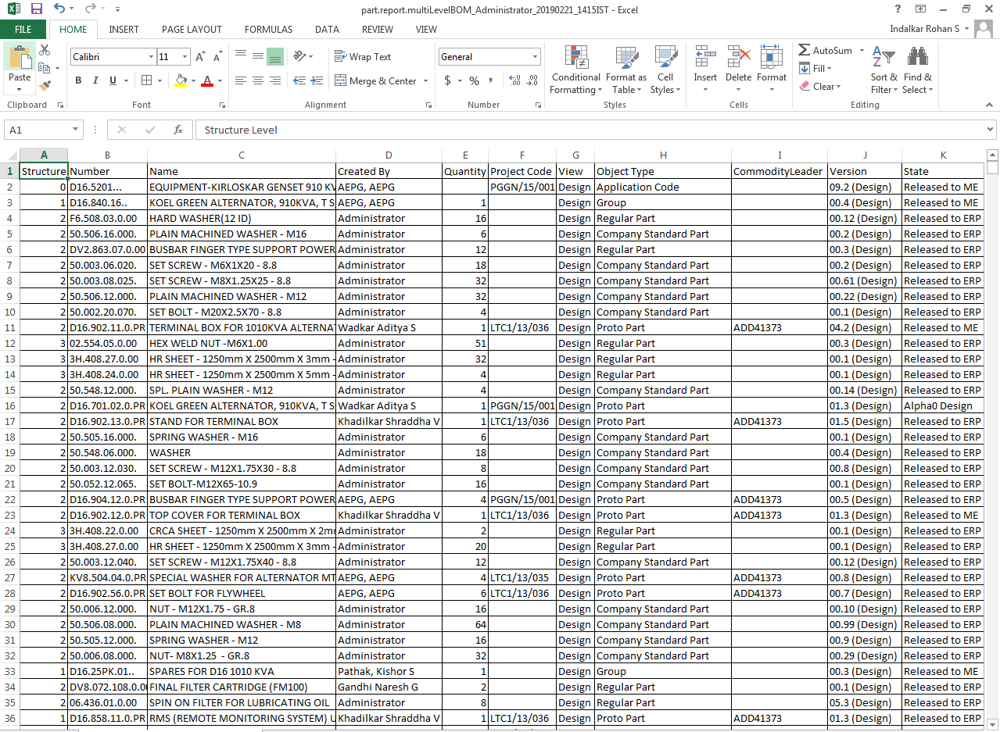 part.report.multiLevelBOM_Administrator_20190221_1415IST - Excel
FILE HOME INSERT PAGE LAYOUT FORMULAS DATA REVIEW VIEW Indalkar Rohan S
Calibri 11 Wrap Text General AutoSum
Paste Merge & Center Conditional Formatting Format as Table Cell Styles Insert Delete Format Fill Clear Sort & Filter Find & Select
Clipboard Font Alignment Number Styles Cells Editing
A1 Structure Level
A B C D E F G H I J K
1 Structure Number Name Created By Quantity Project Code View Object Type CommodityLeader Version State
2 0 D16.5201... EQUIPMENT-KIRLOSKAR GENSET 910 KV AEPG, AEPG PGGN/15/001 Design Application Code 09.2 (Design) Released to ME
3 1 D16.840.16.. KOEL GREEN ALTERNATOR, 910KVA, T S AEPG, AEPG 1 Design Group 00.4 (Design) Released to ME
4 2 F6.508.03.0.00 HARD WASHER(12 ID) Administrator 16 Design Regular Part 00.12 (Design) Released to ERP
5 2 50.506.16.000. PLAIN MACHINED WASHER - M16 Administrator 6 Design Company Standard Part 00.2 (Design) Released to ERP
6 2 DV2.863.07.0.00 BUSBAR FINGER TYPE SUPPORT POWER Administrator 12 Design Regular Part 00.3 (Design) Released to ERP
7 2 50.003.06.020. SET SCREW - M6X1X20 - 8.8 Administrator 18 Design Company Standard Part 00.2 (Design) Released to ERP
8 2 50.003.08.025. SET SCREW - M8X1.25X25 - 8.8 Administrator 32 Design Company Standard Part 00.61 (Design) Released to ERP
9 2 50.506.12.000. PLAIN MACHINED WASHER - M12 Administrator 32 Design Company Standard Part 00.22 (Design) Released to ERP
10 2 50.002.20.070. SET BOLT - M20X2.5X70 - 8.8 Administrator 4 Design Company Standard Part 00.1 (Design) Released to ERP
11 2 D16.902.11.0.PR TERMINAL BOX FOR 1010KVA ALTERNAT Wadkar Aditya S 1 LTC1/13/036 Design Proto Part ADD41373 04.2 (Design) Released to ME
12 3 02.554.05.0.00 HEX WELD NUT -M6X1.00 Administrator 51 Design Regular Part 00.3 (Design) Released to ERP
13 3 3H.408.27.0.00 HR SHEET - 1250mm X 2500mm X 3mm - Administrator 32 Design Regular Part 00.1 (Design) Released to ERP
14 3 3H.408.24.0.00 HR SHEET - 1250mm X 2500mm X 5mm - Administrator 4 Design Regular Part 00.1 (Design) Released to ERP
15 2 50.548.12.000. SPL. PLAIN WASHER - M12 Administrator 4 Design Company Standard Part 00.14 (Design) Released to ERP
16 2 D16.701.02.0.PR KOEL GREEN ALTERNATOR, 910KVA, T S Wadkar Aditya S 1 PGGN/15/001 Design Proto Part 01.3 (Design) Alpha0 Design
17 2 D16.902.13.0.PR STAND FOR TERMINAL BOX Khadilkar Shraddha V 1 LTC1/13/036 Design Proto Part ADD41373 01.5 (Design) Released to ERP
18 2 50.505.16.000. SPRING WASHER - M16 Administrator 6 Design Company Standard Part 00.1 (Design) Released to ERP
19 2 50.548.06.000. WASHER Administrator 18 Design Company Standard Part 00.4 (Design) Released to ERP
20 2 50.003.12.030. SET SCREW - M12X1.75X30 - 8.8 Administrator 8 Design Company Standard Part 00.8 (Design) Released to ERP
21 2 50.052.12.065. SET BOLT-M12X65-10.9 Administrator 16 Design Company Standard Part 00.1 (Design) Released to ERP
22 2 D16.904.12.0.PR BUSBAR FINGER TYPE SUPPORT POWER AEPG, AEPG 4 PGGN/15/001 Design Proto Part ADD41373 00.5 (Design) Released to ERP
23 2 D16.902.12.0.PR TOP COVER FOR TERMINAL BOX Khadilkar Shraddha V 1 LTC1/13/036 Design Proto Part ADD41373 01.3 (Design) Released to ME
24 3 3H.408.22.0.00 CRCA SHEET - 1250mm X 2500mm X 2mm Administrator 2 Design Regular Part 00.1 (Design) Released to ERP
25 3 3H.408.27.0.00 HR SHEET - 1250mm X 2500mm X 3mm - Administrator 20 Design Regular Part 00.1 (Design) Released to ERP
26 2 50.003.12.040. SET SCREW - M12X1.75X40 - 8.8 Administrator 12 Design Company Standard Part 00.12 (Design) Released to ERP
27 2 KV8.504.04.0.PR SPECIAL WASHER FOR ALTERNATOR MT AEPG, AEPG 4 LTC1/13/035 Design Proto Part ADD41373 00.8 (Design) Released to ERP
28 2 D16.902.56.0.PR SET BOLT FOR FLYWHEEL AEPG, AEPG 6 LTC1/13/036 Design Proto Part ADD41373 00.7 (Design) Released to ERP
29 2 50.006.12.000. NUT - M12X1.75 - GR.8 Administrator 16 Design Company Standard Part 00.10 (Design) Released to ERP
30 2 50.506.08.000. PLAIN MACHINED WASHER - M8 Administrator 64 Design Company Standard Part 00.99 (Design) Released to ERP
31 2 50.505.12.000. SPRING WASHER - M12 Administrator 16 Design Company Standard Part 00.9 (Design) Released to ERP
32 2 50.006.08.000. NUT- M8X1.25 - GR.8 Administrator 32 Design Company Standard Part 00.29 (Design) Released to ERP
33 1 D16.25PK.01.. SPARES FOR D16 1010 KVA Pathak, Kishor S 1 Design Group 00.3 (Design) Released to ME
34 2 DV8.072.108.0.00 FINAL FILTER CARTRIDGE (FM100) Gandhi Naresh G 2 Design Regular Part 00.1 (Design) Released to ERP
35 2 06.436.01.0.00 SPIN ON FILTER FOR LUBRICATING OIL Administrator 8 Design Regular Part 05.3 (Design) Released to ERP
36 1 D16.858.11.0.PR RMS (REMOTE MONITORING SYSTEM) U Khadilkar Shraddha V 1 LTC1/13/036 Design Proto Part ADD41373 01.3 (Design) Released to ERP